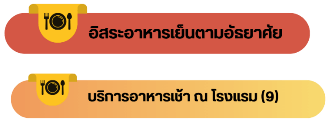 อิสระอาหารเย็นตามอัธยาศัย
บริการอาหารเช้า ณ โรงแรม (9)